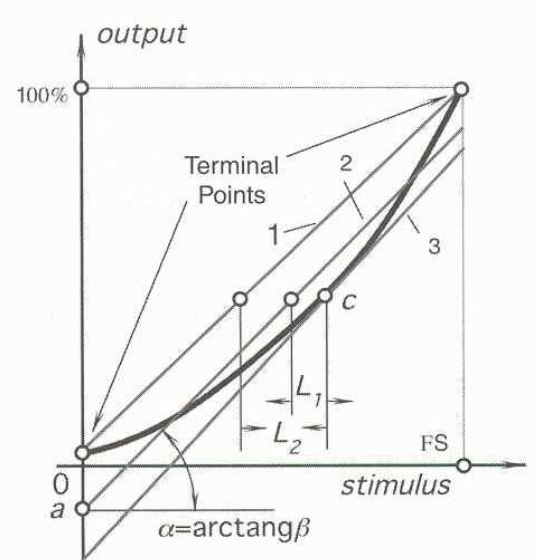 output
100%
Terminal
Points
2
1
3
c
L1
L2
FS
0
stimulus
a
α=arctangβ